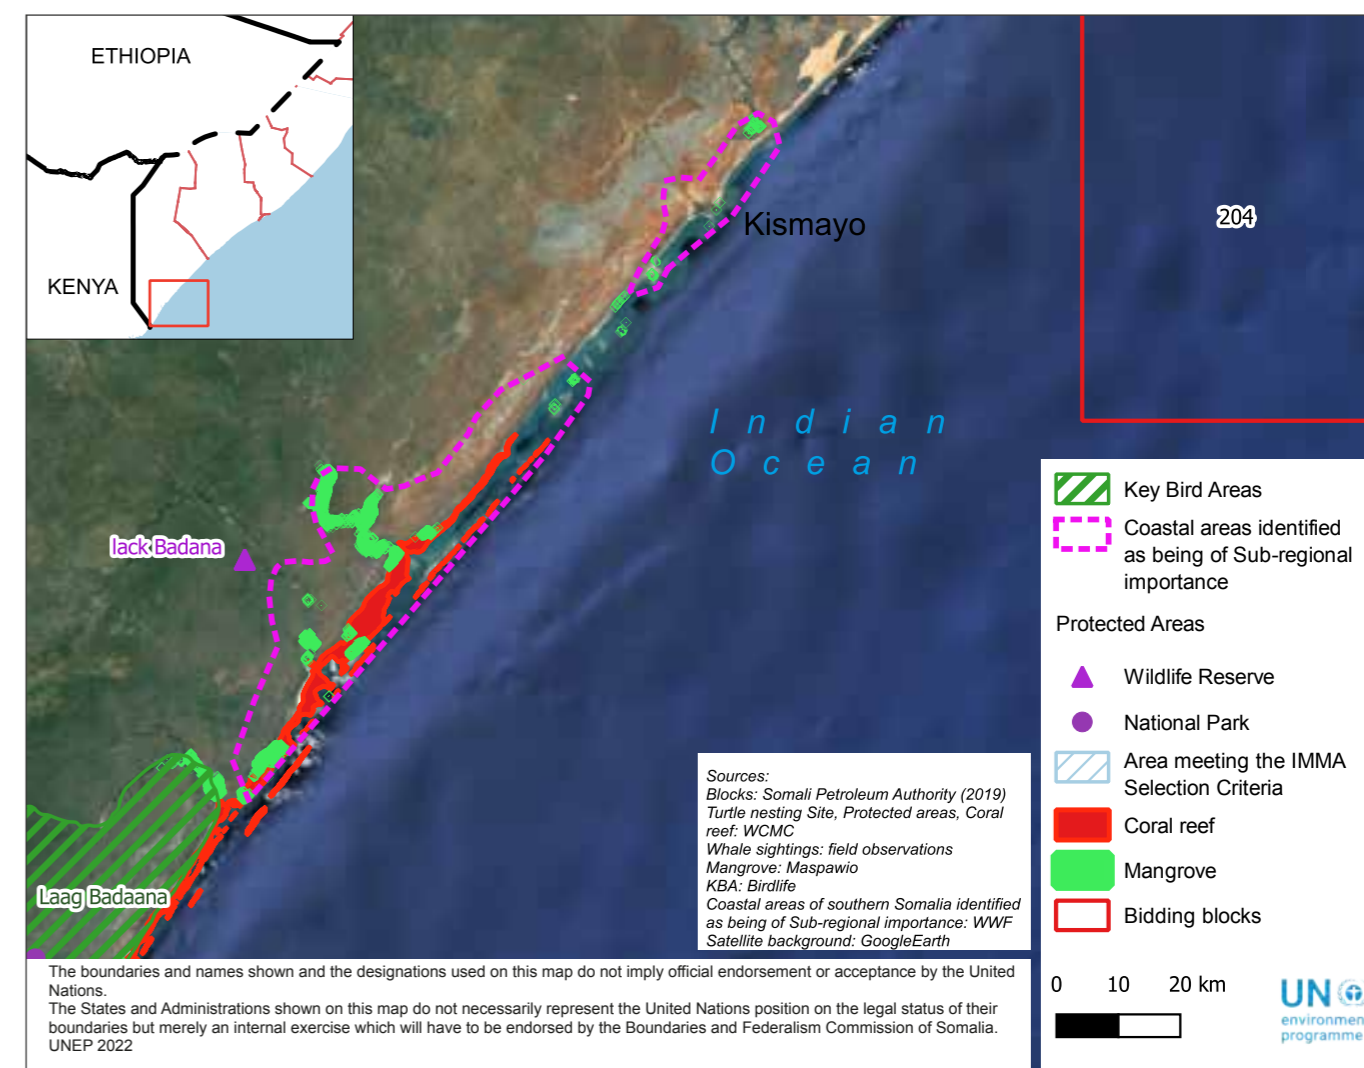 ETHIOPIA
KENYA
Kismayo
204
Indian
Ocean
lack Badana
Laag Badaana
Key Bird Areas
Coastal areas identified
as being of Sub-regional
importance
Protected Areas
Wildlife Reserve
National Park
Area meeting the IMMA
Selection Criteria
Coral reef
Mangrove
Bidding blocks
0 10 20 km
UN
environmen
programme
Sources:
Blocks: Somali Petroleum Authority (2019)
Turtle nesting Site, Protected areas, Coral
reef: WCMC
Whale sightings: field observations
Mangrove: Maspawio
KBA: Birdlife
Coastal areas of southern Somalia identified
as being of Sub-regional importance: WWF
Satellite background: GoogleEarth
The boundaries and names shown and the designations used on this map do not imply official endorsement or acceptance by the United
Nations.
The States and Administrations shown on this map do not necessarily represent the United Nations position on the legal status of their
boundaries but merely an internal exercise which will have to be endorsed by the Boundaries and Federalism Commission of Somalia.
UNEP 2022